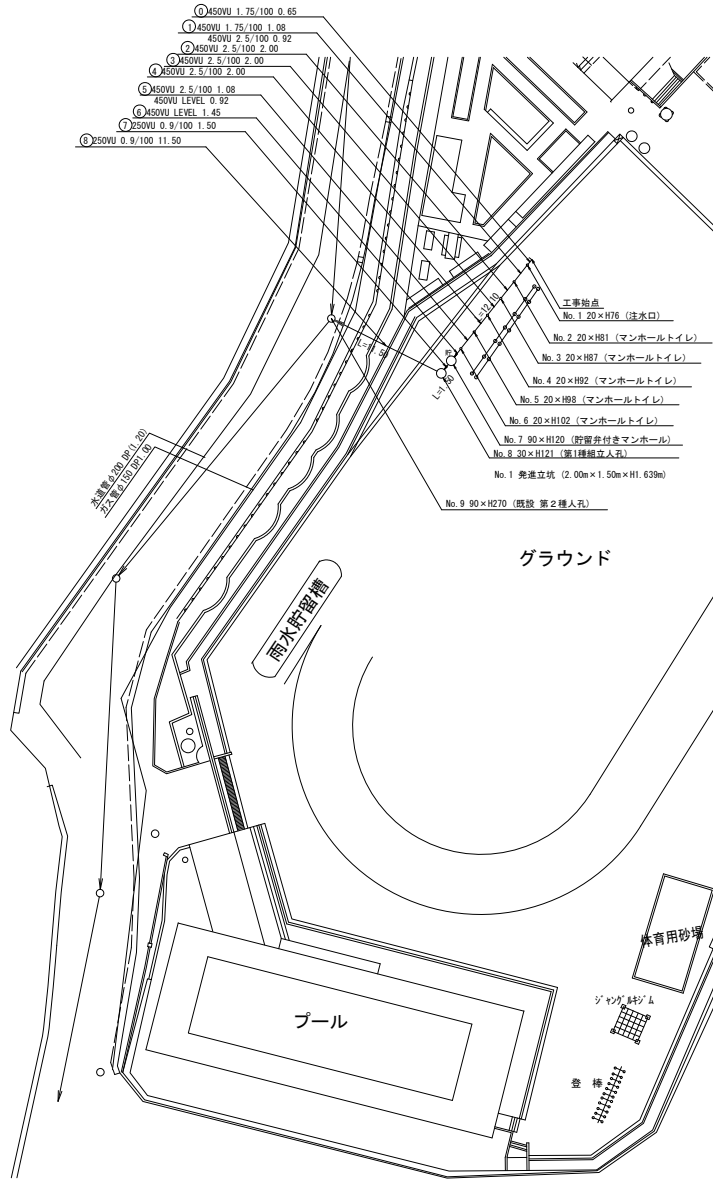 ⓪450VU 1.75/100 0.65
①450VU 1.75/100 1.08
450VU 2.5/100 0.92
②450VU 2.5/100 2.00
③450VU 2.5/100 2.00
④450VU 2.5/100 2.00
⑤450VU 2.5/100 1.08
450VU LEVEL 0.92
⑥450VU LEVEL 1.45
⑦250VU 0.9/100 1.50
⑧250VU 0.9/100 11.50
工事始点
No.1 20×H76 (注水口)
L=12.10
No.2 20×H81 (マンホールトイレ)
No.3 20×H87 (マンホールトイレ)
L=11.50
貯
No.4 20×H92 (マンホールトイレ)
L=1.50
No.5 20×H98 (マンホールトイレ)
No.6 20×H102 (マンホールトイレ)
No.7 90×H120 (貯留弁付きマンホール)
No.8 30×H121 (第1種組立人孔)
No.1 発進立坑 (2.00m×1.50m×H1.639m)
No.9 90×H270 (既設 第2種人孔)
水道管φ200 DP(1.20)
ガス管φ150 DP1.00
グラウンド
雨水貯留槽
体育用砂場
ジャングルジム
プール
登棒